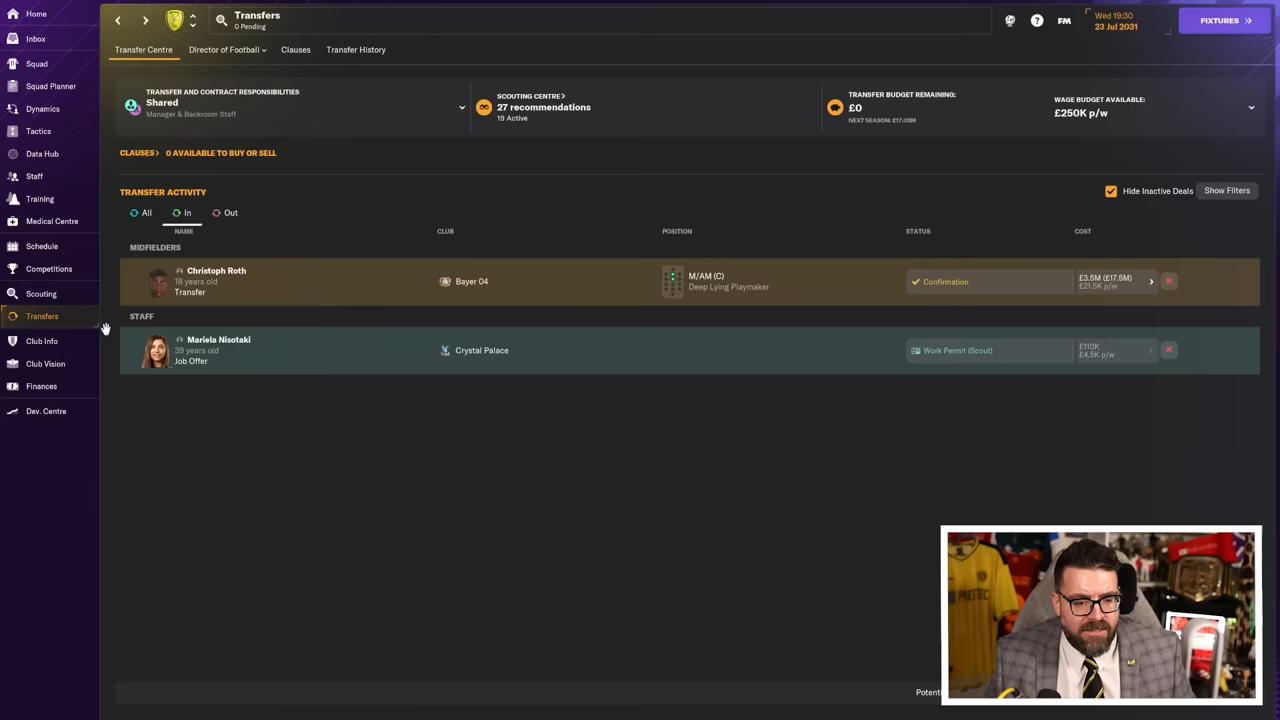 Home
Inbox
Squad
Squad Planner
Dynamics
Tactics
Data Hub
Staff
Training
Medical Centre
Schedule
Competitions
Scouting
Transfers
Club Info
Club Vision
Finances
Dev. Centre
Transfers
0 Pending
FM
Wed 19:30
23 Jul 2031
FIXTURES
Transfer Centre
Director of Football
Clauses
Transfer History
TRANSFER AND CONTRACT RESPONSIBILITIES
Shared
Manager & Backroom Staff
SCOUTING CENTRE >
27 recommendations
19 Active
TRANSFER BUDGET REMAINING:
£0
NEXT SEASON: £17.05M
WAGE BUDGET AVAILABLE:
£250K p/w
CLAUSES > 0 AVAILABLE TO BUY OR SELL
TRANSFER ACTIVITY
Hide Inactive Deals
Show Filters
All
In
Out
NAME CLUB POSITION STATUS COST
MIDFIELDERS
Christoph Roth
18 years old
Transfer
Bayer 04
M/AM (C)
Deep Lying Playmaker
Confirmation
£3.5M (£17.5M)
£21.5K p/w
STAFF
Mariela Nisotaki
39 years old
Job Offer
Crystal Palace
Work Permit (Scout)
£110K
£4.5K p/w
PRESTEC